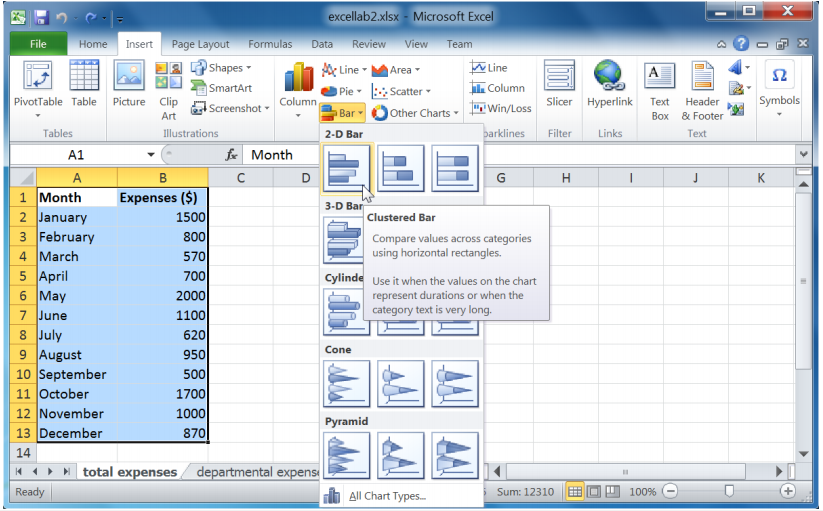 excellab2.xlsx - Microsoft Excel
File Home Insert Page Layout Formulas Data Review View Team
PivotTable Table Picture Clip Art Shapes SmartArt Screenshot Column Line Area Pie Scatter Bar Other Charts Line Column Win/Loss Slicer Hyperlink Text Box Header & Footer Symbols
Tables Illustrations parklines Filter Links Text
A1 fx Month
A B C D G H I J K
1 Month Expenses ($)
2 January 1500
3 February 800
4 March 570
5 April 700
6 May 2000
7 June 1100
8 July 620
9 August 950
10 September 500
11 October 1700
12 November 1000
13 December 870
14
2-D Bar
3-D Bar
Clustered Bar
Compare values across categories
using horizontal rectangles.
Use it when the values on the chart
represent durations or when the
category text is very long.
Cylinde
Cone
Pyramid
All Chart Types...
total expenses departmental expens
Ready Sum: 12310 100%